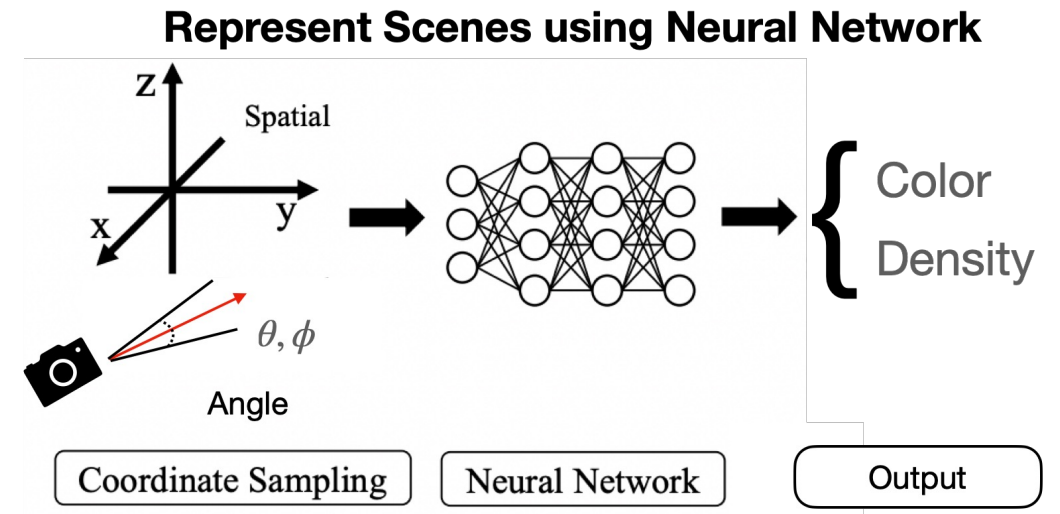 Represent Scenes using Neural Network
z
Spatial
y
x
θ, ϕ
Angle
Color
Density
Coordinate Sampling
Neural Network
Output